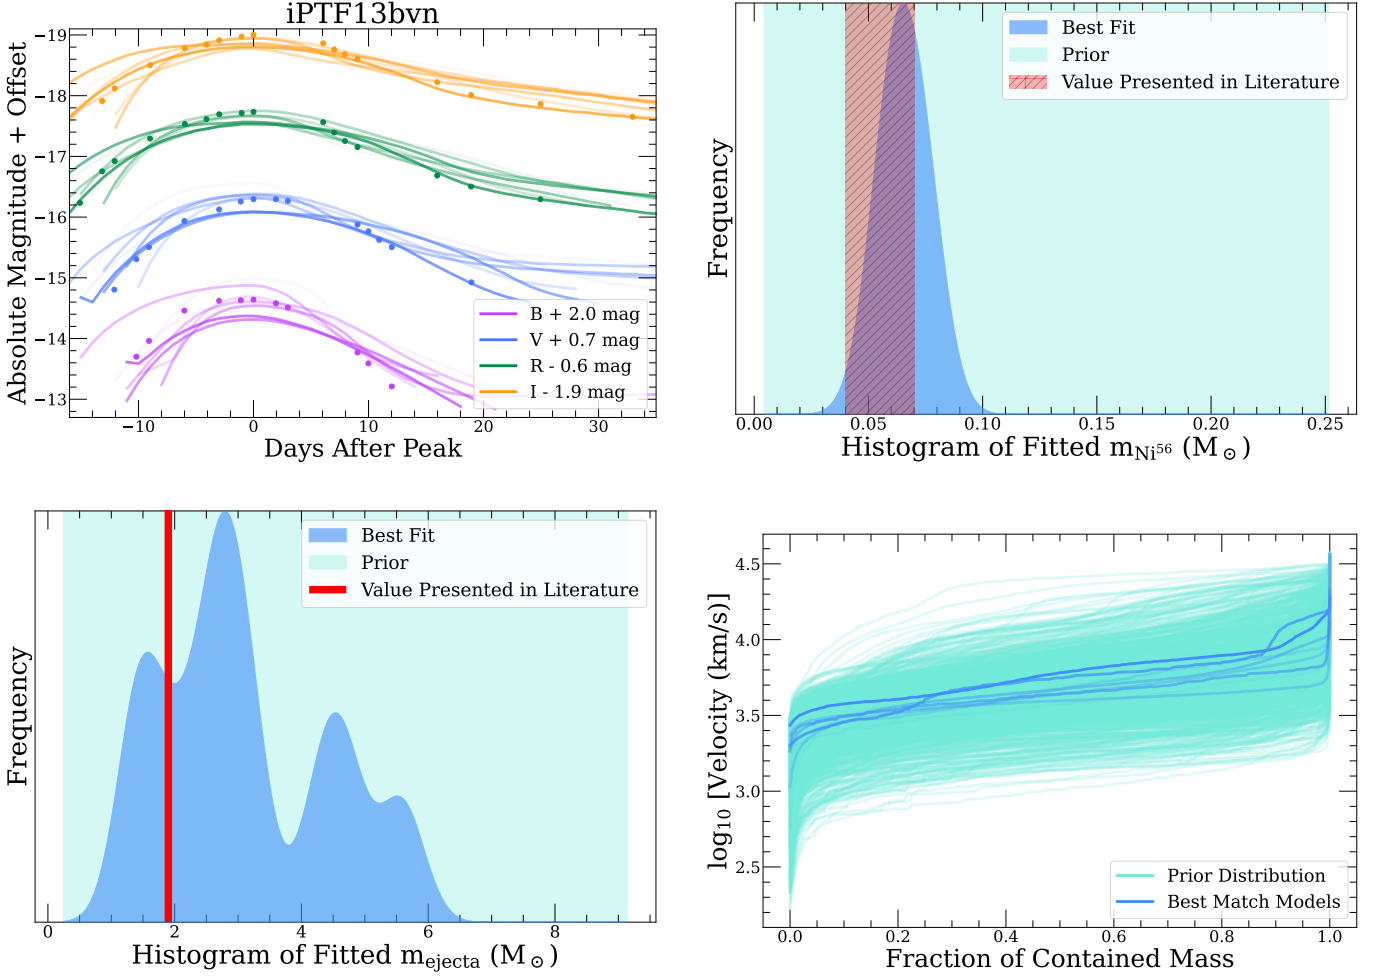 iPTF13bvn
Absolute Magnitude + Offset
−19
−18
−17
−16
−15
−14
−13
B + 2.0 mag
V + 0.7 mag
R - 0.6 mag
I - 1.9 mag
−10 0 10 20 30
Days After Peak
Frequency
Best Fit
Prior
Value Presented in Literature
0.00 0.05 0.10 0.15 0.20 0.25
Histogram of Fitted m_Ni⁵⁶ (M_⊙)
Frequency
Best Fit
Prior
Value Presented in Literature
0 2 4 6 8
Histogram of Fitted m_ejecta (M_⊙)
log₁₀ [Velocity (km/s)]
4.5
4.0
3.5
3.0
2.5
Prior Distribution
Best Match Models
0.0 0.2 0.4 0.6 0.8 1.0
Fraction of Contained Mass